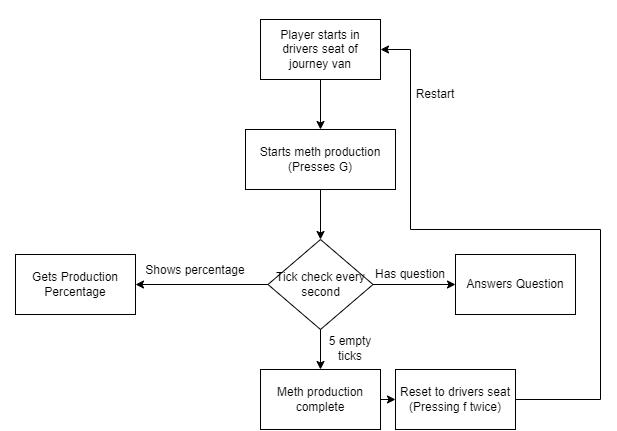 Player starts in
drivers seat of
journey van
Restart
Starts meth production
(Presses G)
Gets Production
Percentage
Shows percentage
Tick check every
second
Has question
Answers Question
5 empty
ticks
Meth production
complete
Reset to drivers seat
(Pressing f twice)